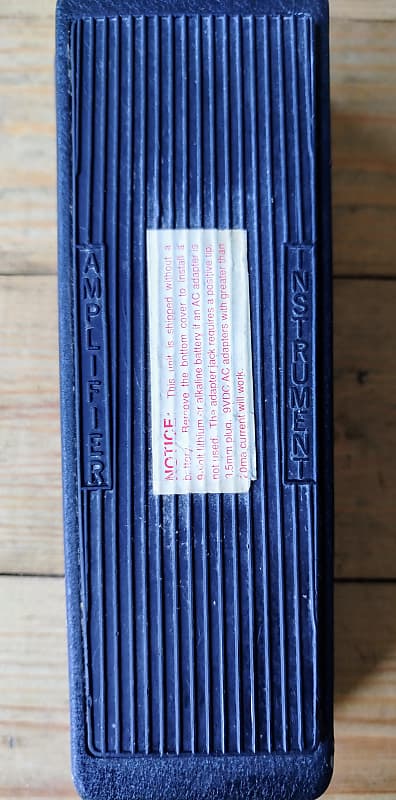 AMPLIFIER
NOTICE: This unit is shipped without a
battery. Remove the bottom cover to install a
9 volt lithium or alkaline battery if an AC adapter is
not used. The adapter jack requires a positive tip,
3.5mm plug. 9VDC AC adapters with greater than
20ma current will work.
INSTRUMENT